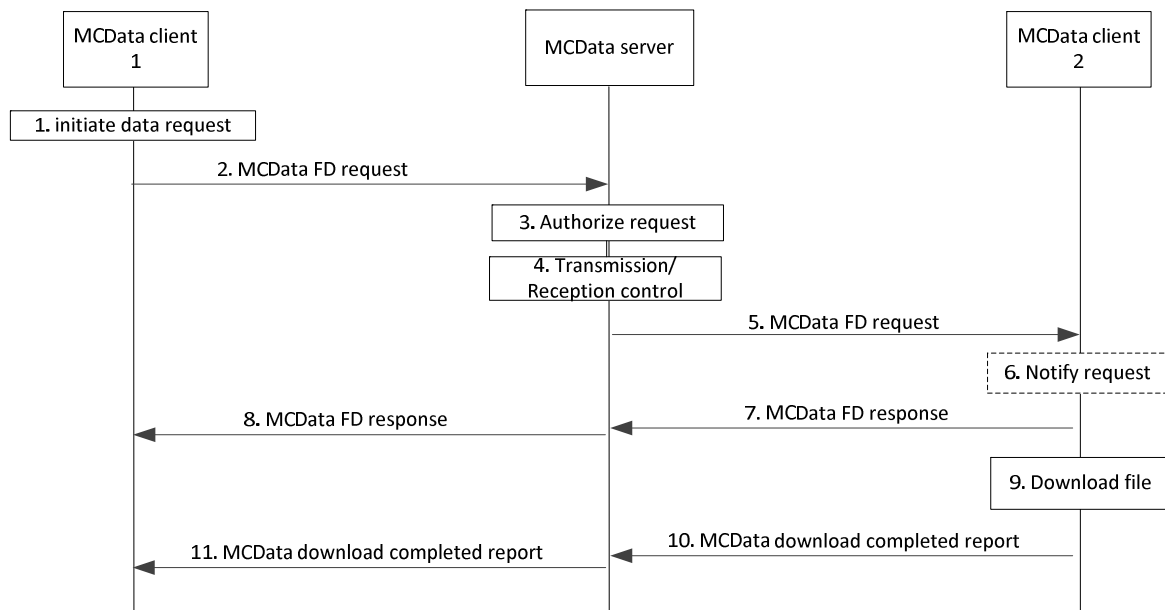 MCData client
1
MCData server
MCData client
2
1. initiate data request
2. MCData FD request
3. Authorize request
4. Transmission/
Reception control
5. MCData FD request
6. Notify request
7. MCData FD response
8. MCData FD response
9. Download file
10. MCData download completed report
11. MCData download completed report